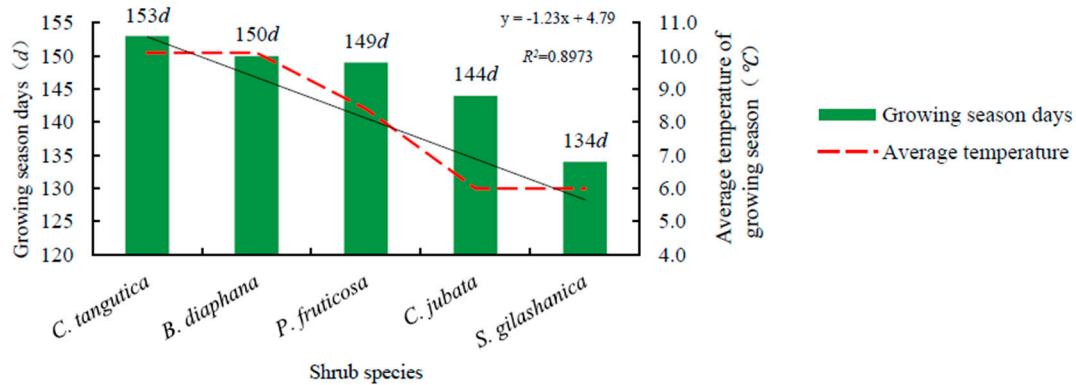 Growing season days (d)
155
150
145
140
135
130
125
120
153d
150d
149d
144d
134d
y = -1.23x + 4.79
R²=0.8973
11.0
10.0
9.0
8.0
7.0
6.0
5.0
4.0
Average temperature of
growing season (℃)
Growing season days
Average temperature
C. tangutica
B. diaphana
P. fruticosa
C. jubata
S. gilashanica
Shrub species